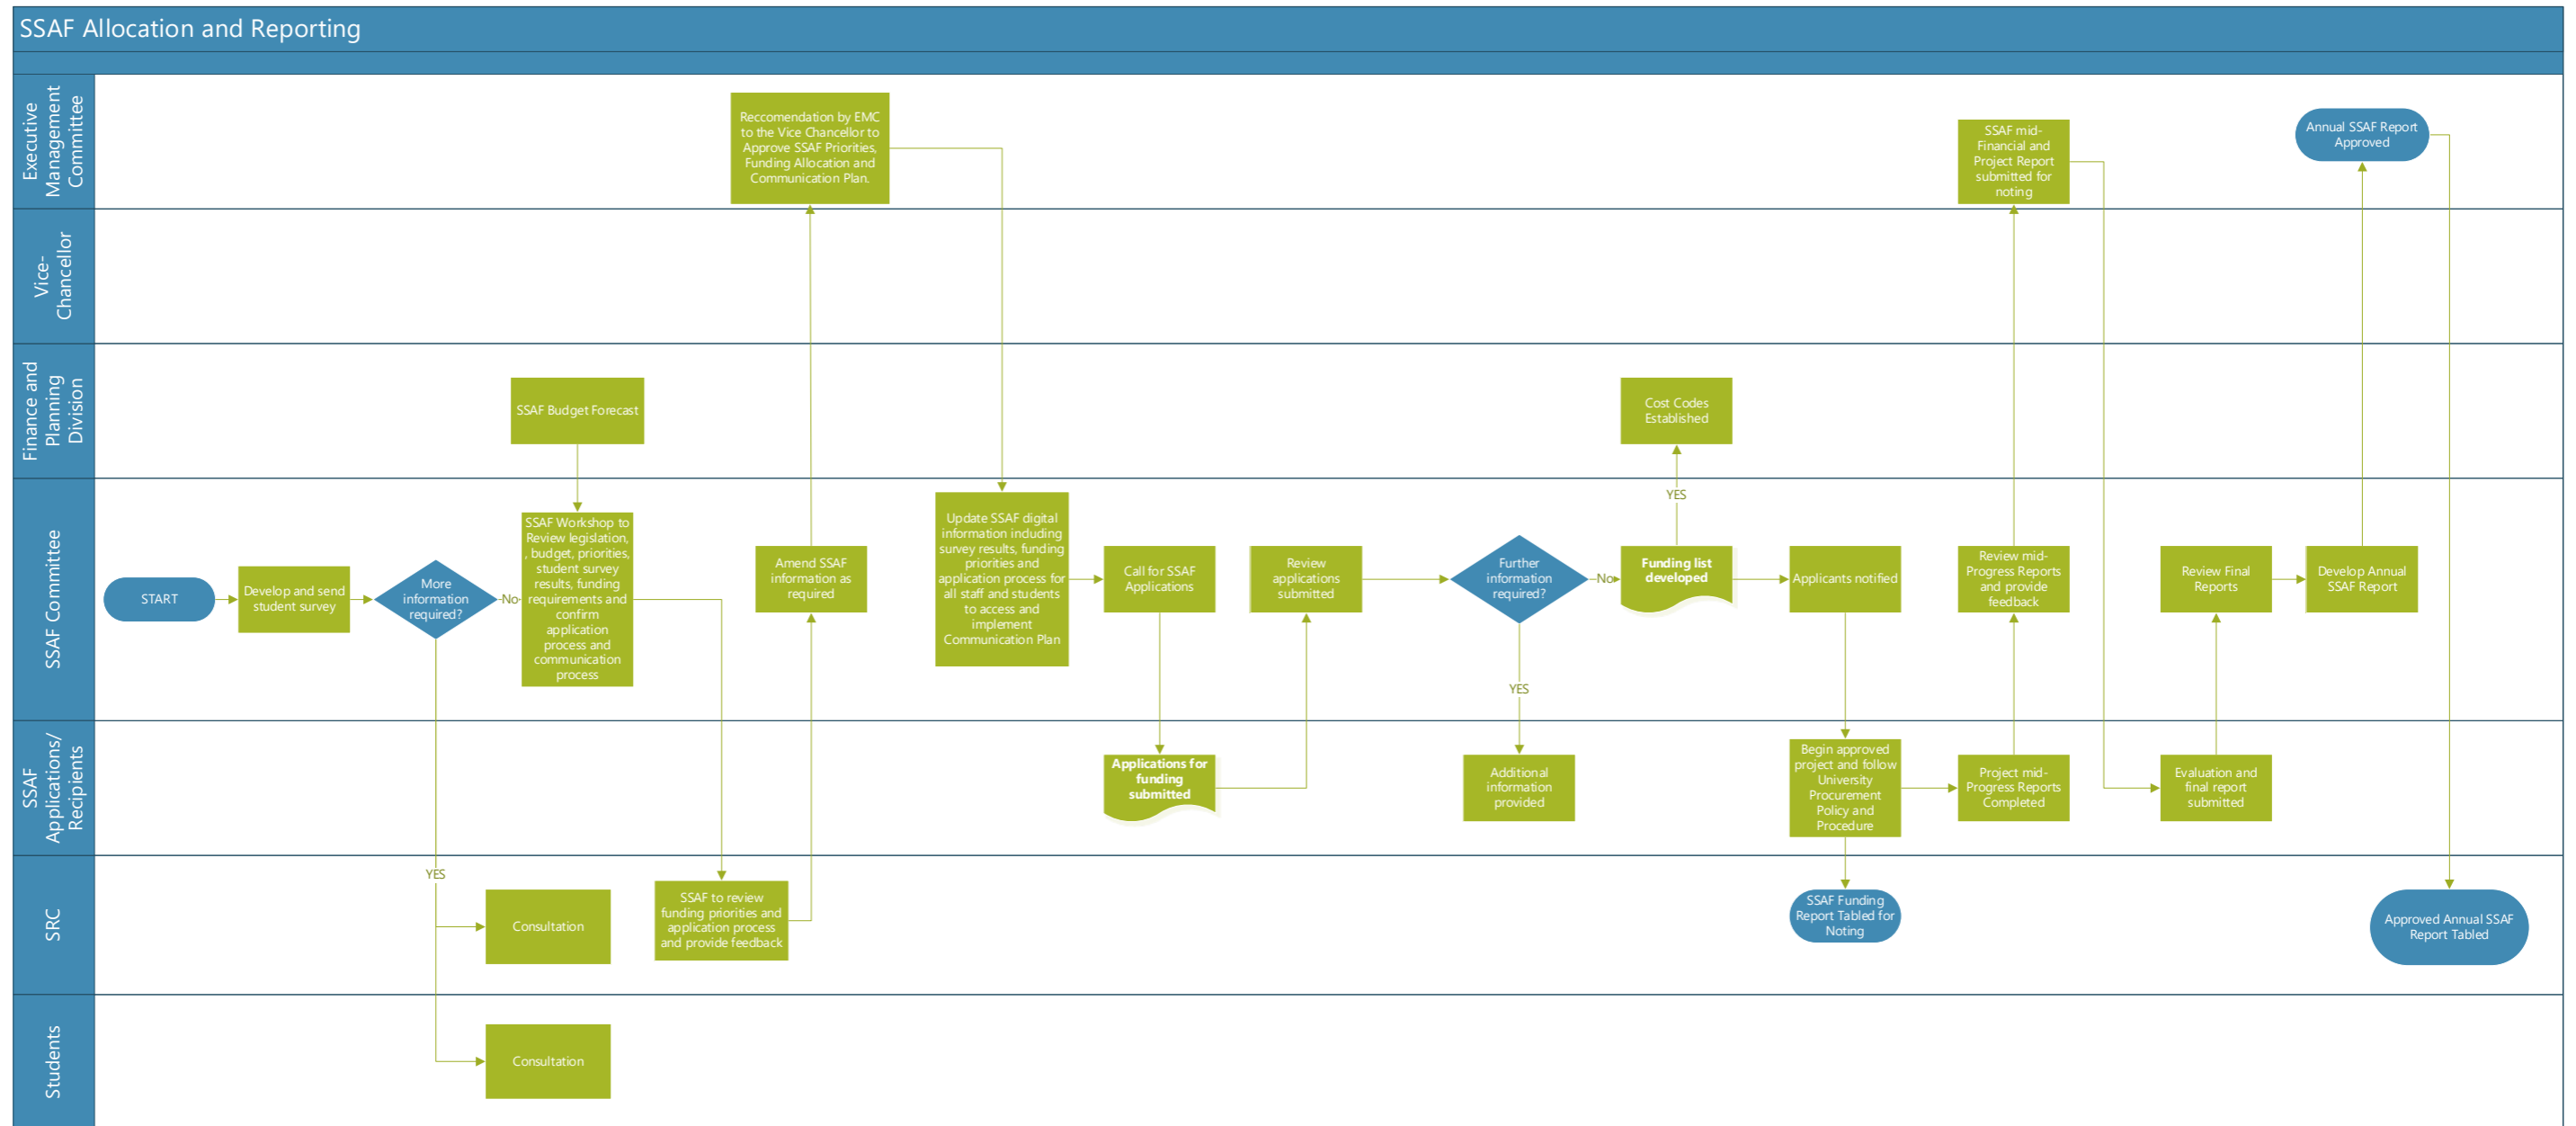 SSAF Allocation and Reporting
Executive
Management
Committee
Reccomendation by EMC
to the Vice Chancellor to
Approve SSAF Priorities,
Funding Allocation and
Communication Plan.
SSAF mid-
Financial and
Project Report
submitted for
noting
Annual SSAF Report
Approved
Vice-
Chancellor
Finance and
Planning
Division
SSAF Budget Forecast
Cost Codes
Established
SSAF Committee
START
Develop and send
student survey
More
information
required?
No
SSAF Workshop to
Review legislation,
, budget, priorities,
student survey
results, funding
requirements and
confirm
application
process and
communication
process
Amend SSAF
information as
required
Update SSAF digital
information including
survey results, funding
priorities and
application process for
all staff and students
to access and
implement
Communication Plan
Call for SSAF
Applications
Review
applications
submitted
Further
information
required?
No
YES
YES
Funding list
developed
Applicants notified
Review mid-
Progress Reports
and provide
feedback
Review Final
Reports
Develop Annual
SSAF Report
SSAF
Applications/
Recipients
Applications for
funding
submitted
Additional
information
provided
Begin approved
project and follow
University
Procurement
Policy and
Procedure
Project mid-
Progress Reports
Completed
Evaluation and
final report
submitted
SRC
YES
Consultation
SSAF to review
funding priorities and
application process
and provide feedback
SSAF Funding
Report Tabled for
Noting
Approved Annual SSAF
Report Tabled
Students
Consultation